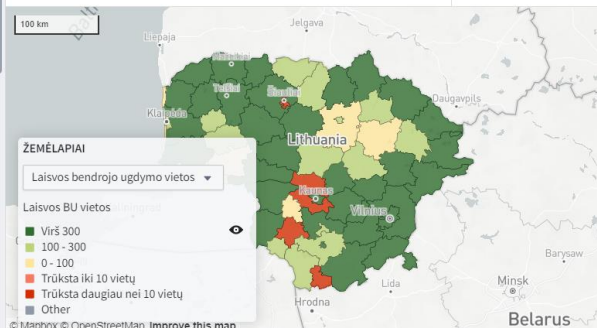 100 km
Jelgava
Liepaja
Telšiai
Šiauliai
Daugavpils
Klaipėda
Lithuania
ŽEMĖLAPIAI
Laisvos bendrojo ugdymo vietos
Kaunas
Laisvos BU vietos
Vilnius
Virš 300
100 - 300
0 - 100
Trūksta iki 10 vietų
Trūksta daugiau nei 10 vietų
Other
Barysaw
Lida
Minsk
Hrodna
Belarus
© Mapbox © OpenStreetMap Improve this map